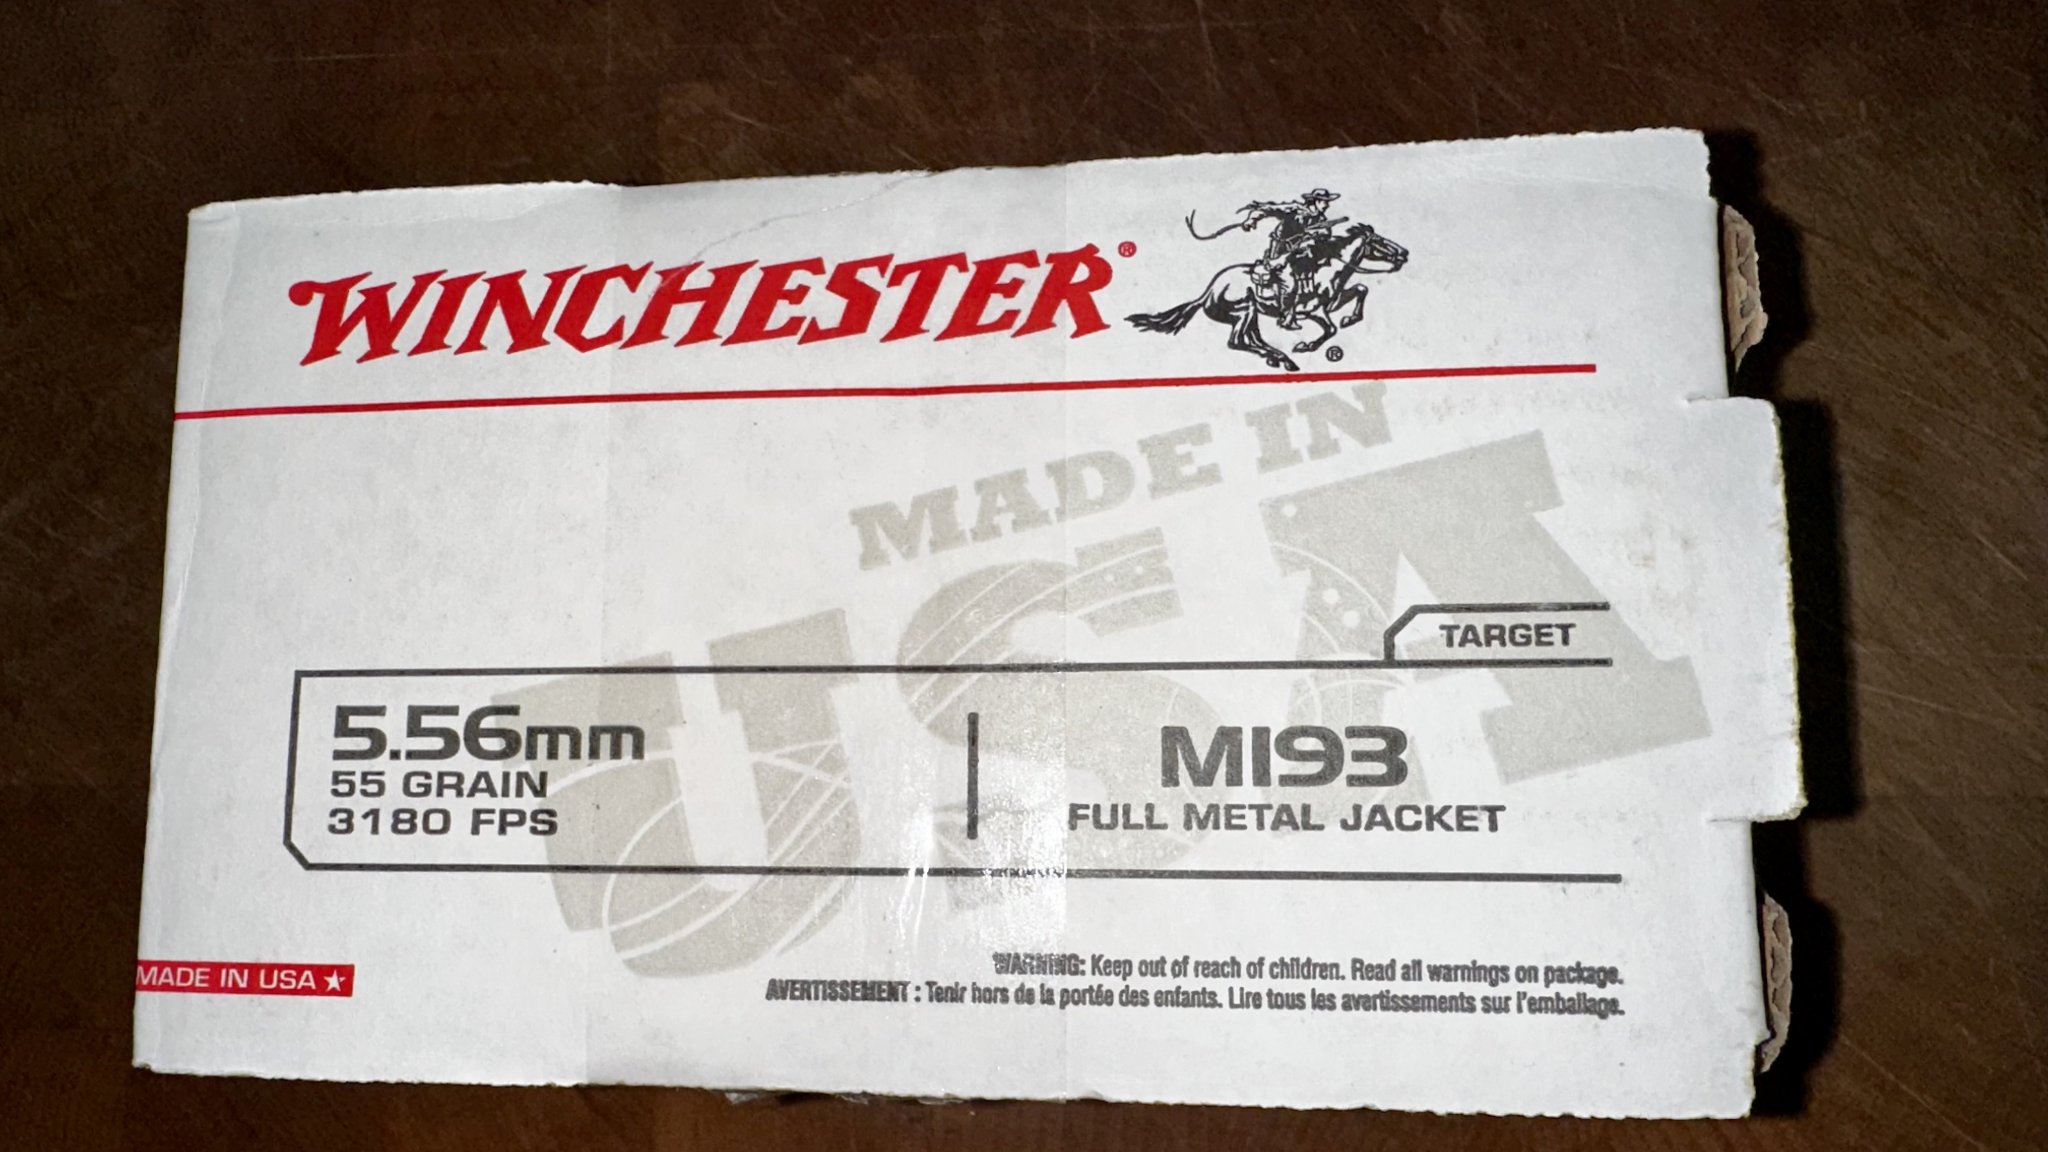 WINCHESTER®
®
MADE IN
USA
TARGET
5.56mm
55 GRAIN
3180 FPS
M193
FULL METAL JACKET
MADE IN USA ★
WARNING: Keep out of reach of children. Read all warnings on package.
AVERTISSEMENT : Tenir hors de la portée des enfants. Lire tous les avertissements sur l'emballage.